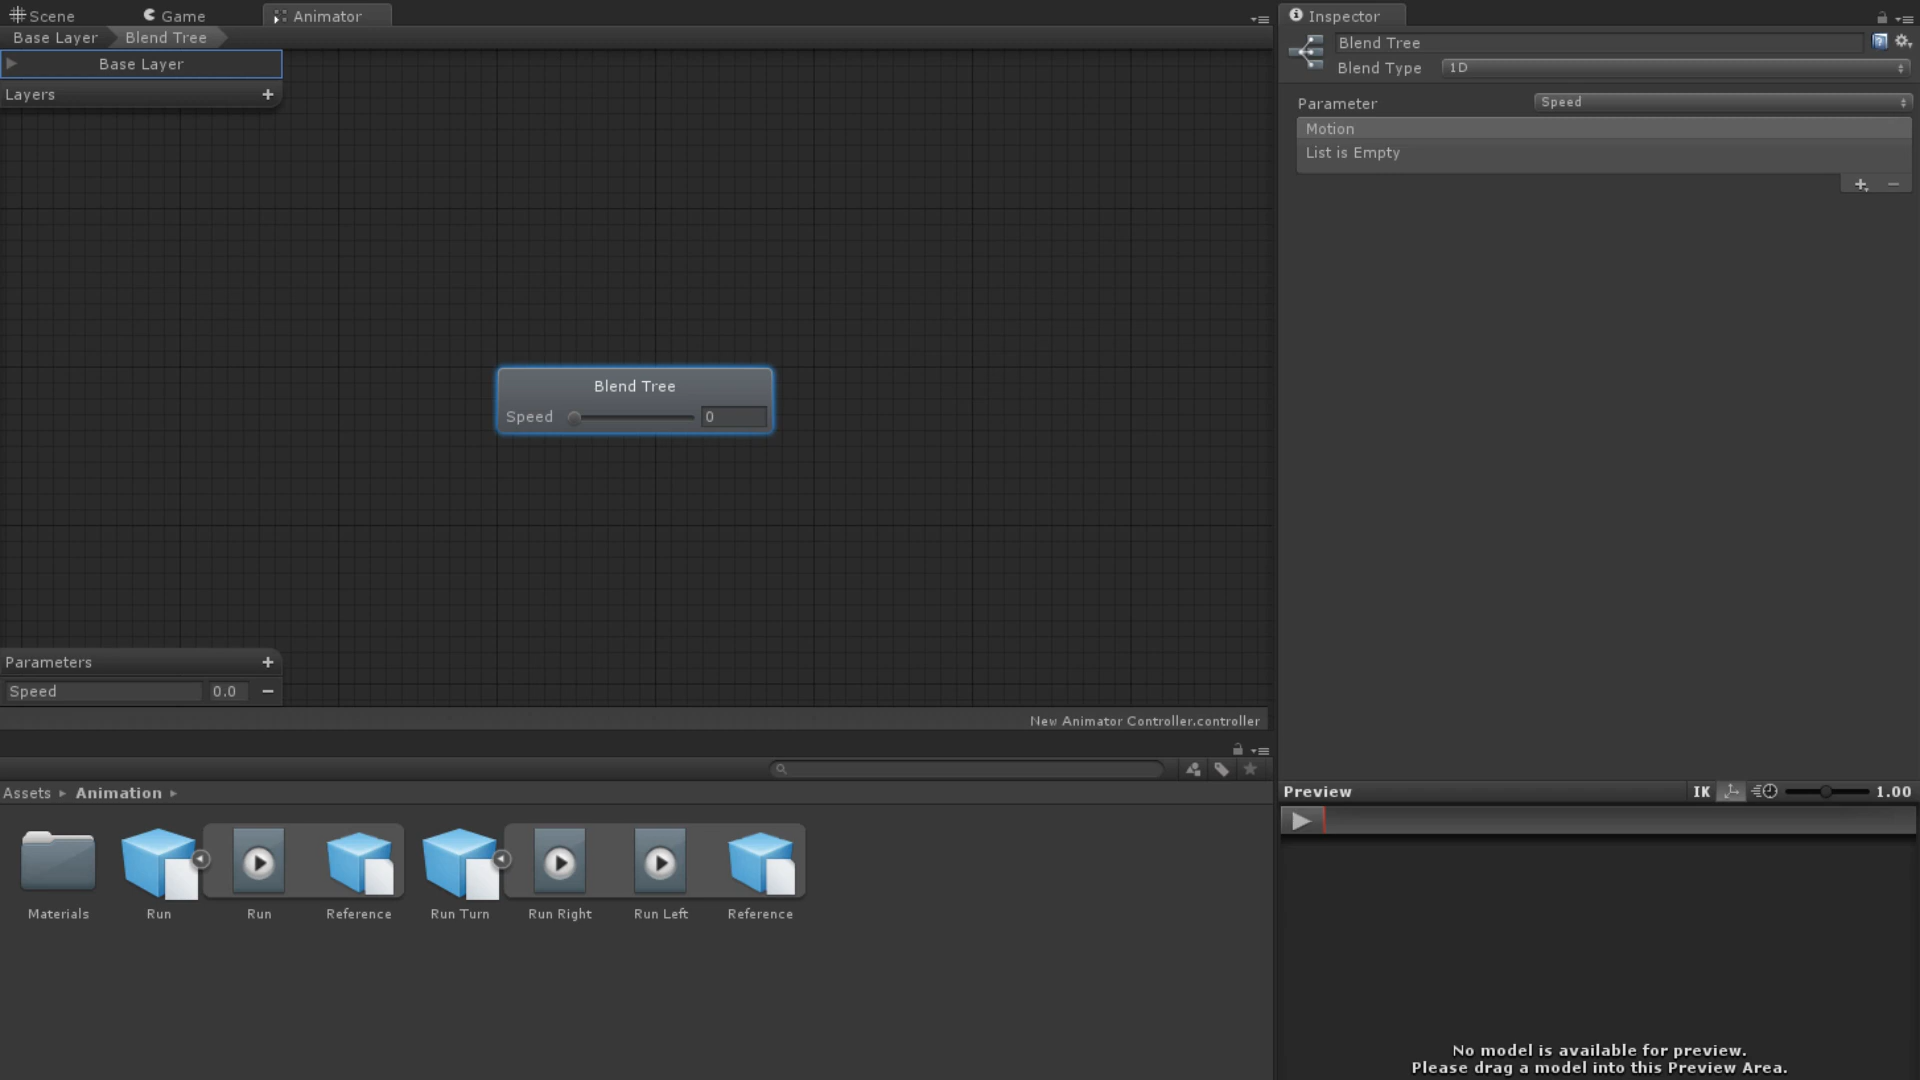 Scene
Game
Animator
Base Layer
Blend Tree
Base Layer
Layers
Blend Tree
Speed
0
Parameters
Speed
0.0
New Animator Controller.controller
Assets
Animation
Materials
Run
Run
Reference
Run Turn
Run Right
Run Left
Reference
Inspector
Blend Tree
Blend Type
1D
Parameter
Speed
Motion
List is Empty
Preview
IK
1.00
No model is available for preview.
Please drag a model into this Preview Area.